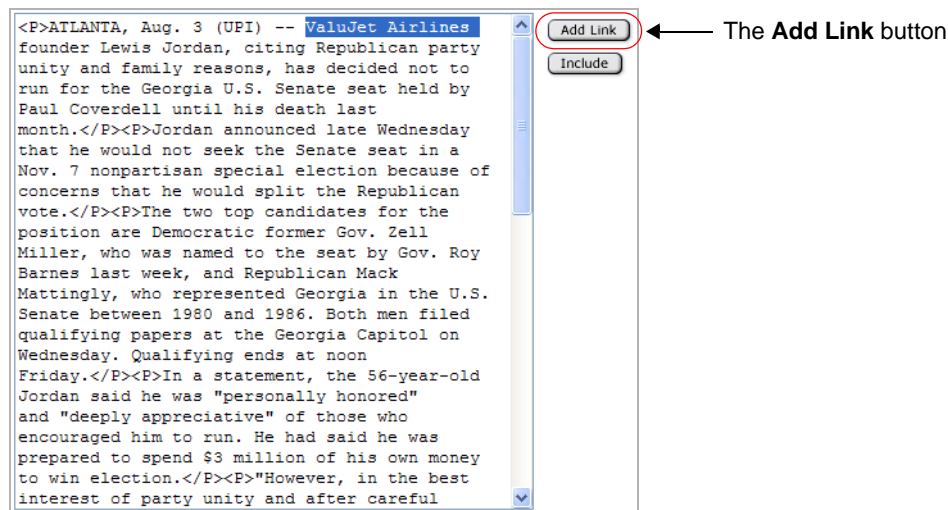 <P>ATLANTA, Aug. 3 (UPI) -- ValuJet Airlines
founder Lewis Jordan, citing Republican party
unity and family reasons, has decided not to
run for the Georgia U.S. Senate seat held by
Paul Coverdell until his death last
month.</P><P>Jordan announced late Wednesday
that he would not seek the Senate seat in a
Nov. 7 nonpartisan special election because of
concerns that he would split the Republican
vote.</P><P>The two top candidates for the
position are Democratic former Gov. Zell
Miller, who was named to the seat by Gov. Roy
Barnes last week, and Republican Mack
Mattingly, who represented Georgia in the U.S.
Senate between 1980 and 1986. Both men filed
qualifying papers at the Georgia Capitol on
Wednesday. Qualifying ends at noon
Friday.</P><P>In a statement, the 56-year-old
Jordan said he was "personally honored"
and "deeply appreciative" of those who
encouraged him to run. He had said he was
prepared to spend $3 million of his own money
to win election.</P><P>"However, in the best
interest of party unity and after careful
Add Link
Include
The Add Link button